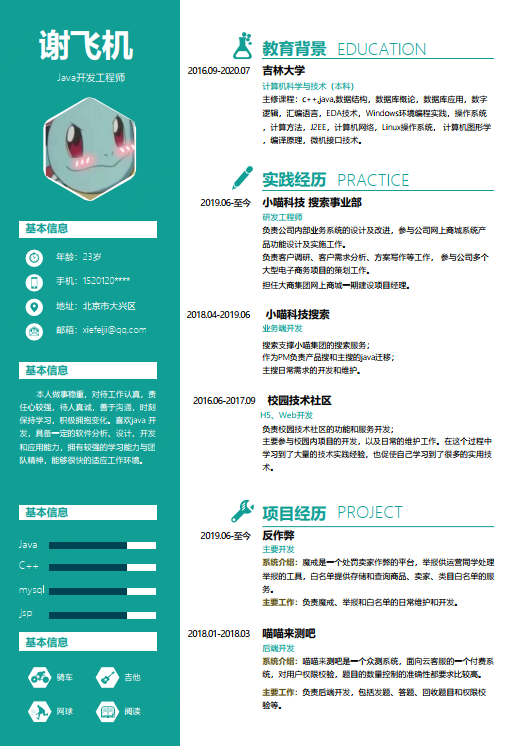 谢飞机
Java开发工程师
基本信息
年龄：23岁
手机：1520120****
地址：北京市大兴区
邮箱：xiefeiji@qq.com
基本信息
本人做事稳重，对待工作认真，责
任心较强，待人真诚，善于沟通，时刻
保持学习，积极拥抱变化。喜欢java 开
发，具备一定的软件分析、设计、开发
和应用能力，拥有较强的学习能力与团
队精神，能够很快的适应工作环境。
基本信息
Java
C++
mysql
jsp
基本信息
骑车
吉他
网球
阅读
教育背景 EDUCATION
2016.09-2020.07 吉林大学
计算机科学与技术（本科）
主修课程：c++,java,数据结构，数据库概论，数据库应用，数字
逻辑，汇编语言，EDA技术，Windows环境编程实践，操作系统
，计算方法，J2EE，计算机网络，Linux操作系统， 计算机图形学
，编译原理，微机接口技术。
实践经历 PRACTICE
2019.06-至今 小喵科技 搜索事业部
研发工程师
负责公司内部业务系统的设计及改进，参与公司网上商城系统产
品功能设计及实施工作。
负责客户调研、客户需求分析、方案写作等工作， 参与公司多个
大型电子商务项目的策划工作。
担任大商集团网上商城一期建设项目经理。
2018.04-2019.06 小喵科技搜索
业务端开发
搜索支撑小喵集团的搜索服务；
作为PM负责产品搜和主搜的java迁移；
主搜日常需求的开发和维护。
2016.06-2017.09 校园技术社区
H5、Web开发
负责校园技术社区的功能和服务开发；
主要参与校园内项目的开发，以及日常的维护工作。在这个过程中
学习到了大量的技术实践经验，也促使自己学习到了很多的实用技
术。
项目经历 PROJECT
2019.06-至今 反作弊
主要开发
系统介绍：魔戒是一个处罚卖家作弊的平台，举报供运营同学处理
举报的工具，白名单提供存储和查询商品、卖家、类目白名单的服
务。
主要工作：负责魔戒、举报和白名单的日常维护和开发。
2018.01-2018.03 喵喵来测吧
后端开发
系统介绍：喵喵来测吧是一个众测系统，面向云客服的一个付费系
统，对用户权限校验，题目的数量控制的准确性都要求比较高。
主要工作：负责后端开发，包括发题、答题、回收题目和权限校
验等。